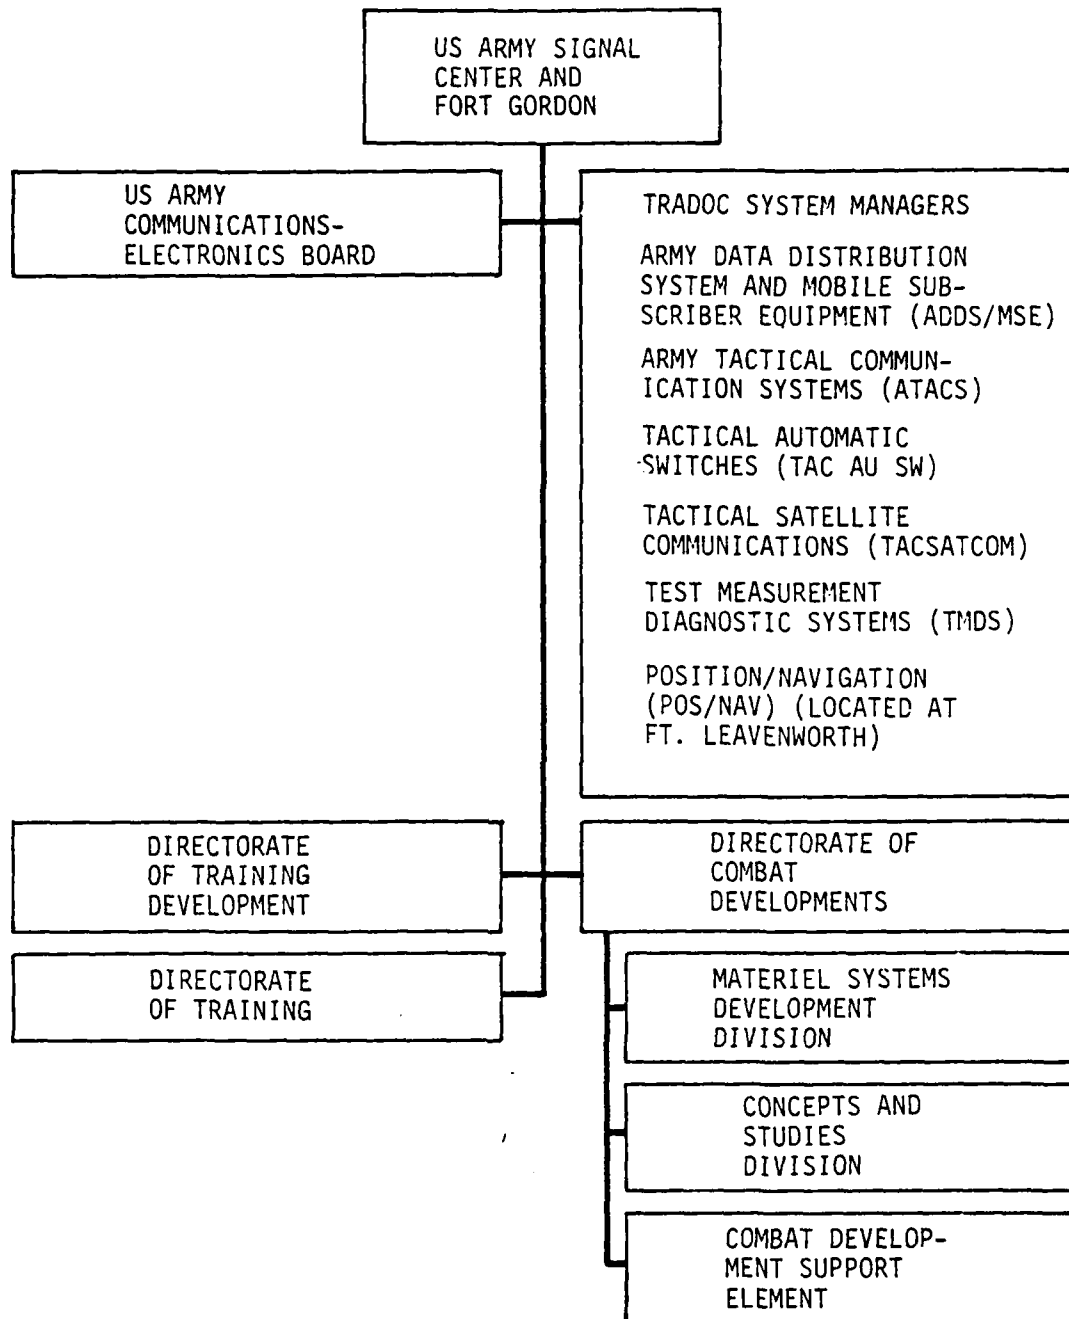 US ARMY SIGNAL
CENTER AND
FORT GORDON
US ARMY
COMMUNICATIONS-
ELECTRONICS BOARD
TRADOC SYSTEM MANAGERS
ARMY DATA DISTRIBUTION
SYSTEM AND MOBILE SUB-
SCRIBER EQUIPMENT (ADDS/MSE)
ARMY TACTICAL COMMUN-
ICATION SYSTEMS (ATACS)
TACTICAL AUTOMATIC
SWITCHES (TAC AU SW)
TACTICAL SATELLITE
COMMUNICATIONS (TACSATCOM)
TEST MEASUREMENT
DIAGNOSTIC SYSTEMS (TMDS)
POSITION/NAVIGATION
(POS/NAV) (LOCATED AT
FT. LEAVENWORTH)
DIRECTORATE
OF TRAINING
DEVELOPMENT
DIRECTORATE OF
COMBAT
DEVELOPMENTS
DIRECTORATE
OF TRAINING
MATERIEL SYSTEMS
DEVELOPMENT
DIVISION
CONCEPTS AND
STUDIES
DIVISION
COMBAT DEVELOP-
MENT SUPPORT
ELEMENT